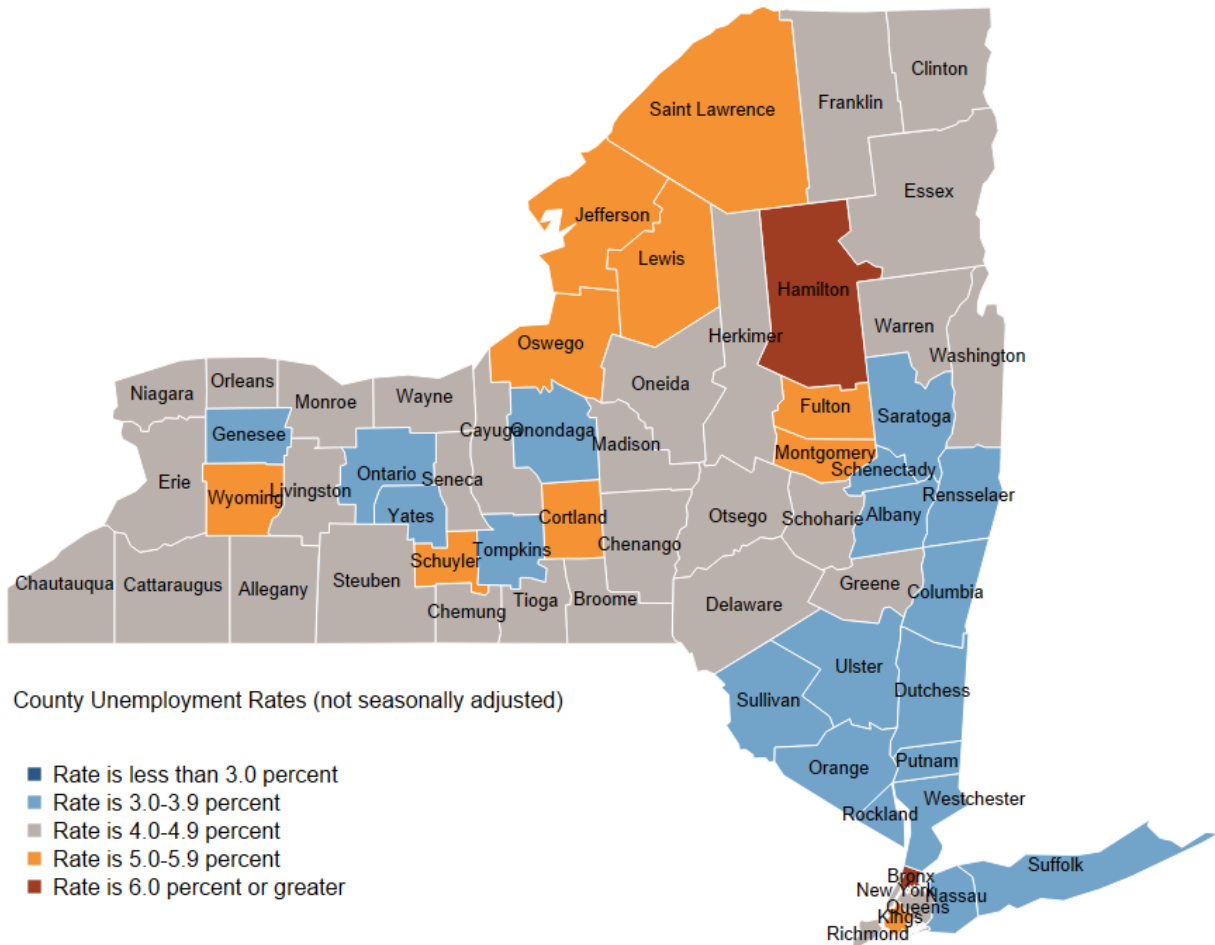 Clinton
Franklin
Saint Lawrence
Essex
Jefferson
Lewis
Hamilton
Warren
Herkimer
Oswego
Washington
Oneida
Orleans
Niagara
Monroe
Wayne
Fulton
Saratoga
Genesee
Cayuga
Onondaga
Madison
Montgomery
Schenectady
Ontario
Seneca
Erie
Wyoming
Livingston
Rensselaer
Yates
Cortland
Otsego
Schoharie
Albany
Chenango
Tompkins
Schuyler
Steuben
Chautauqua
Cattaraugus
Allegany
Greene
Columbia
Chemung
Tioga
Broome
Delaware
Ulster
Dutchess
Sullivan
County Unemployment Rates (not seasonally adjusted)
Putnam
Orange
Rate is less than 3.0 percent
Rate is 3.0-3.9 percent
Westchester
Rockland
Rate is 4.0-4.9 percent
Rate is 5.0-5.9 percent
Suffolk
Rate is 6.0 percent or greater
Bronx
New York
Nassau
Queens
Kings
Richmond